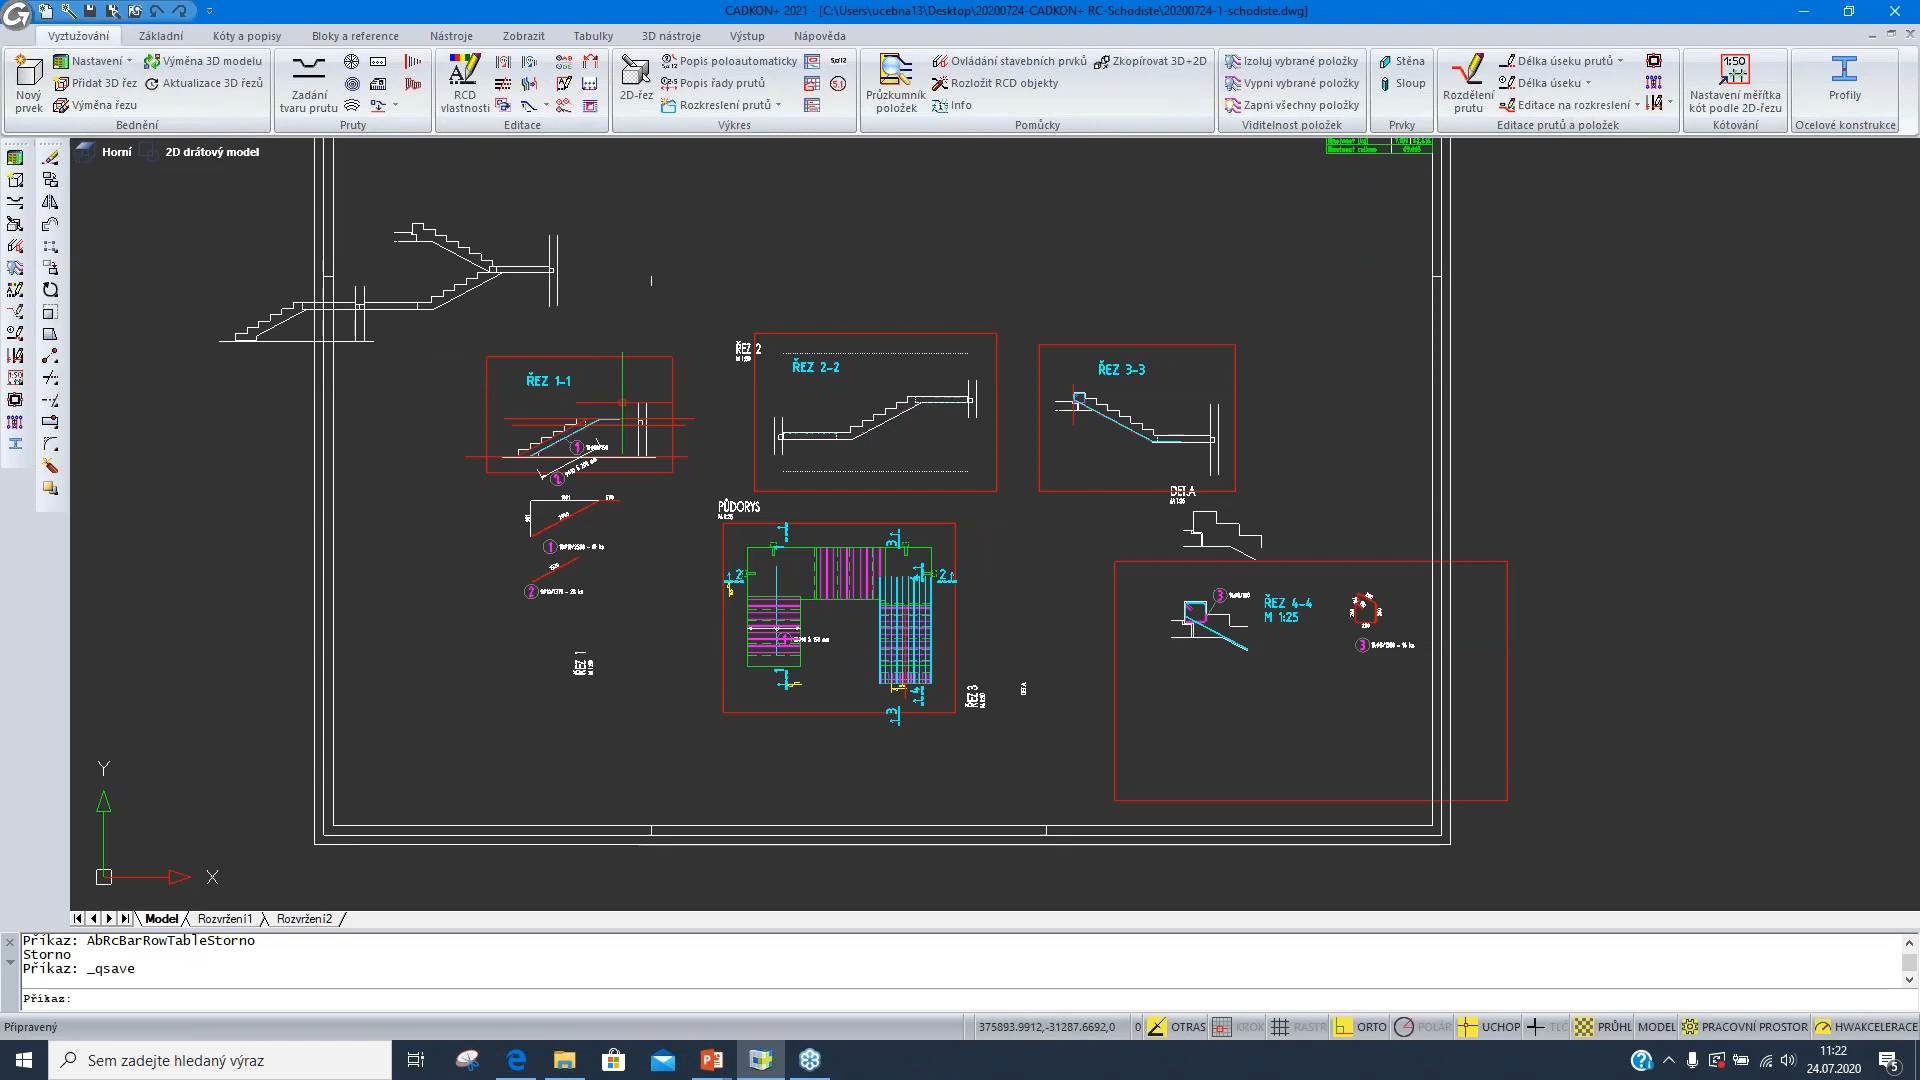 CADKON+ 2021 - [C:\Users\ucebna13\Desktop\20200724-CADKON+ RC-Schodiste\20200724-1-schodiste.dwg]
Vyztužování Základní Kóty a popisy Bloky a reference Nástroje Zobrazit Tabulky 3D nástroje Výstup Nápověda
Nový prvek
Nastavení
Přidat 3D řez
Výměna řezu
Výměna 3D modelu
Aktualizace 3D řezů
Bednění
Zadání tvaru prutu
Pruty
RCD vlastnosti
Editace
2D-řez
Popis poloautomaticky
Popis řady prutů
Rozkreslení prutů
Výkres
Průzkumník položek
Ovládání stavebních prvků
Zkopírovat 3D+2D
Rozložit RCD objekty
Info
Pomůcky
Izoluj vybrané položky
Vypni vybrané položky
Zapni všechny položky
Viditelnost položek
Stěna
Sloup
Prvky
Rozdělení prutu
Délka úseku prutů
Délka úseku
Editace na rozkreslení
Editace prutů a položek
1:50
Nastavení měřítka kót podle 2D-řezu
Kótování
Profily
Ocelové konstrukce
Horní 2D drátový model
ŘEZ 1-1
ŘEZ 2
ŘEZ 2-2
ŘEZ 3-3
PŮDORYS
DET.A
ŘEZ 4-4
M 1:25
ŘEZ 1
ŘEZ 3
DET.A
Y
X
Model Rozvržení1 Rozvržení2
Příkaz: AbRcBarRowTableStorno
Storno
Příkaz: _qsave
Příkaz:
Připravený
375893.9912,-31287.6692,0 0 OTRAS KROK RASTR ORTO POLÁR UCHOP TLČ PRŮHL MODEL PRACOVNÍ PROSTOR HWAKCELERACE
Sem zadejte hledaný výraz
11:22
24.07.2020
5